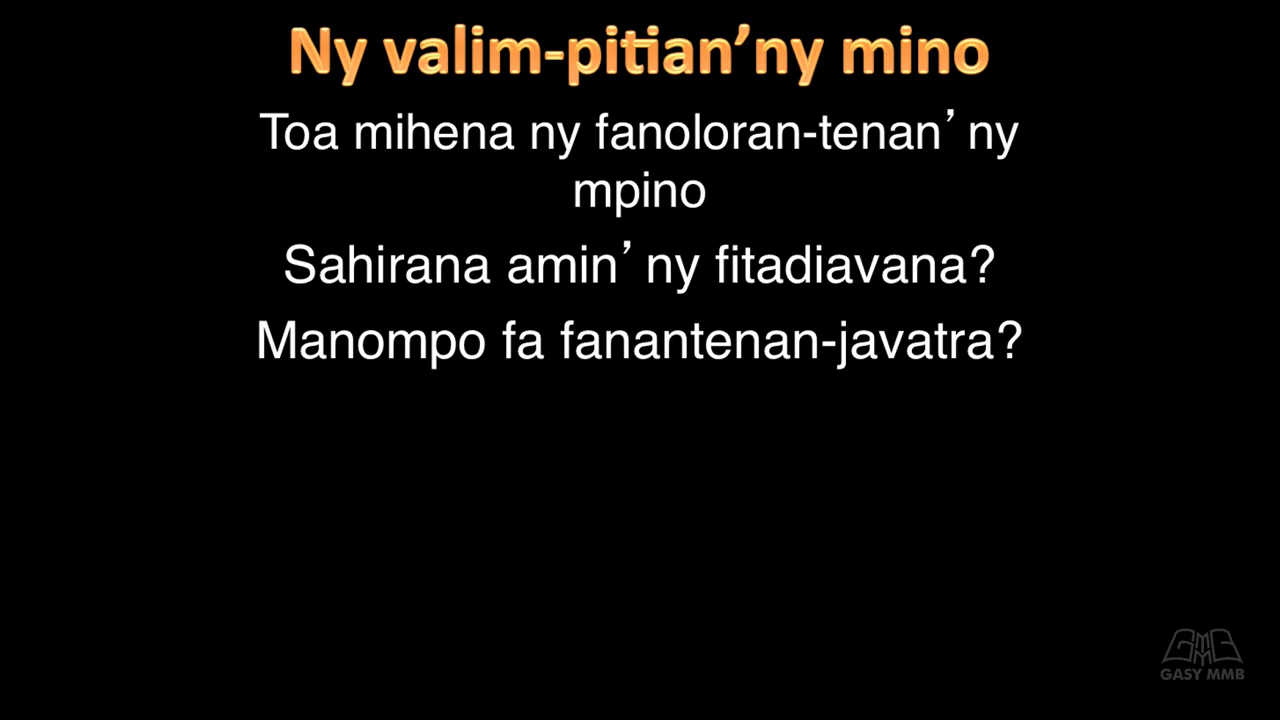 Ny valim-pitian’ny mino
Toa mihena ny fanoloran-tenan’ ny
mpino
Sahirana amin’ ny fitadiavana?
Manompo fa fanantenan-javatra?
GMMG
GASY MMB